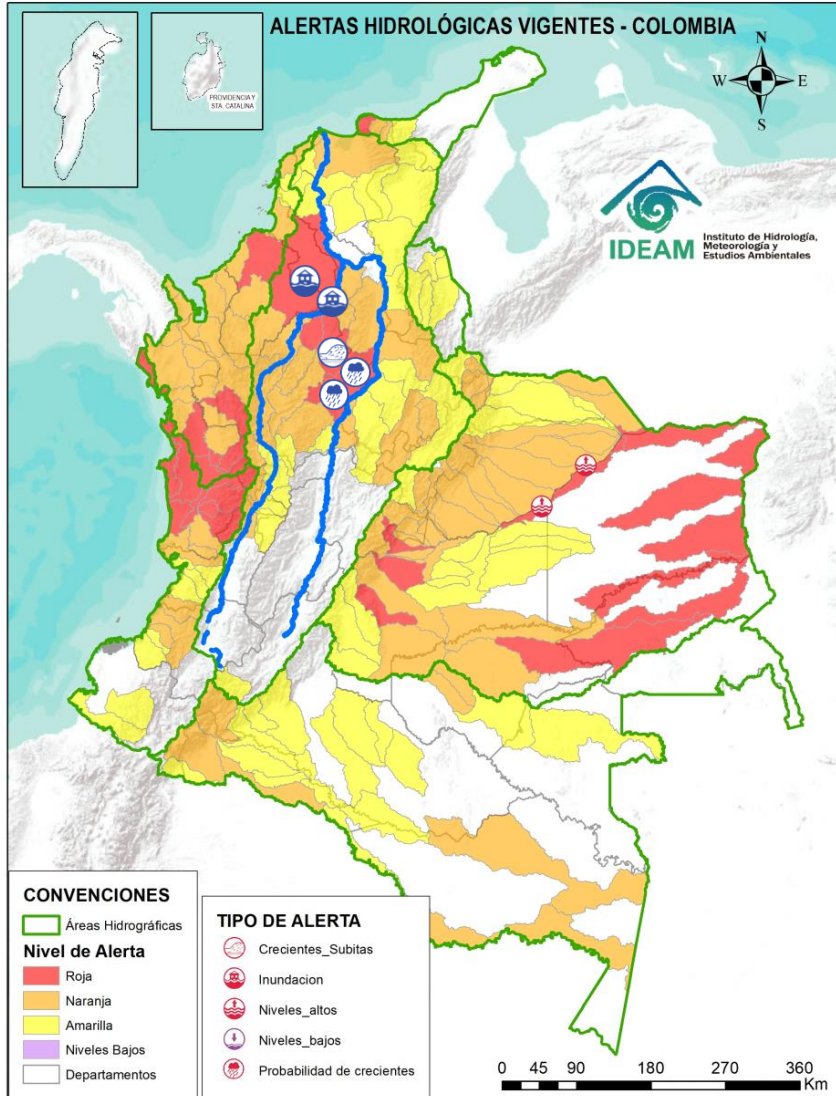 ALERTAS HIDROLÓGICAS VIGENTES - COLOMBIA
PROVIDENCIA Y
STA. CATALINA
N
W
E
S
IDEAM
Instituto de Hidrología,
Meteorología y
Estudios Ambientales
CONVENCIONES
Áreas Hidrográficas
Nivel de Alerta
Roja
Naranja
Amarilla
Niveles Bajos
Departamentos
TIPO DE ALERTA
Crecientes_Subitas
Inundacion
Niveles_altos
Niveles_bajos
Probabilidad de crecientes
0 45 90 180 270 360
Km